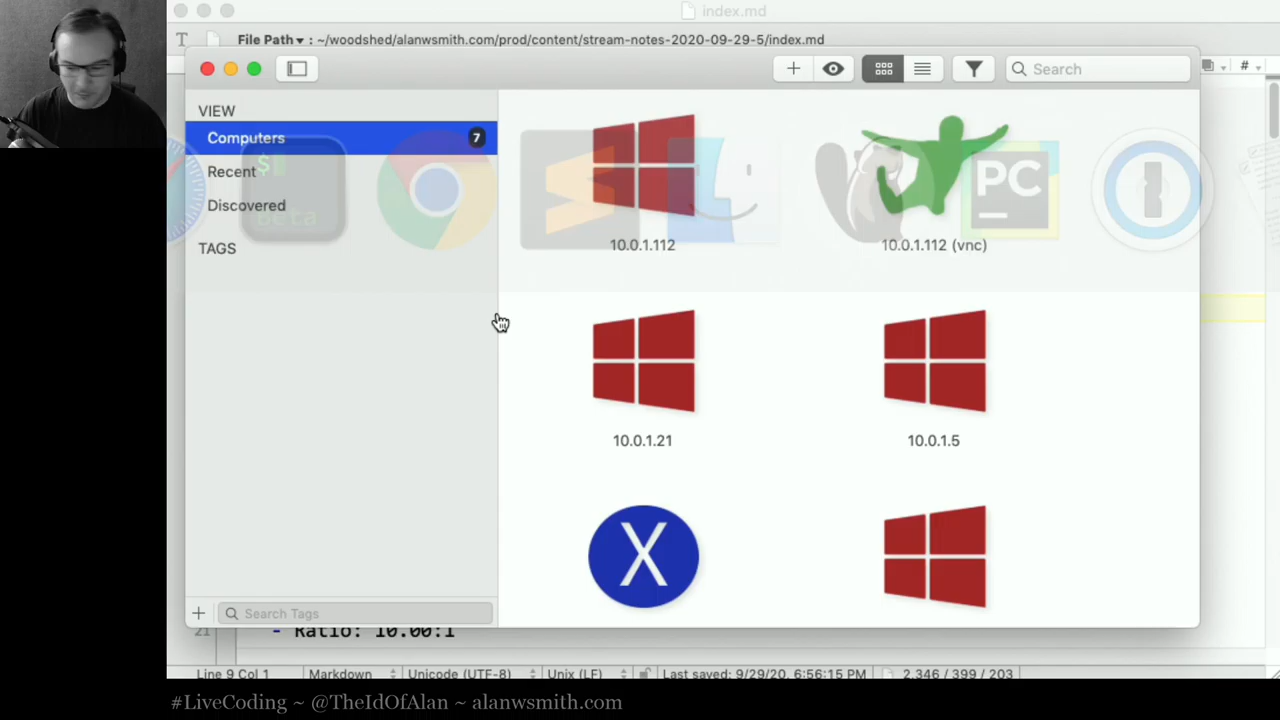 index.md
File Path ▾ : ~/woodshed/alanwsmith.com/prod/content/stream-notes-2020-09-29-5/index.md
Search
VIEW
Computers 7
Recent
Discovered
TAGS
$
Beta
PC
10.0.1.112
10.0.1.112 (vnc)
10.0.1.21
10.0.1.5
X
Search Tags
21 - Ratio: 10.00:1
Line 9 Col 1 Markdown Unicode (UTF-8) Unix (LF) Last saved: 9/29/20, 6:56:15 PM 2,346 / 399 / 203
#LiveCoding ~ @TheIdOfAlan ~ alanwsmith.com